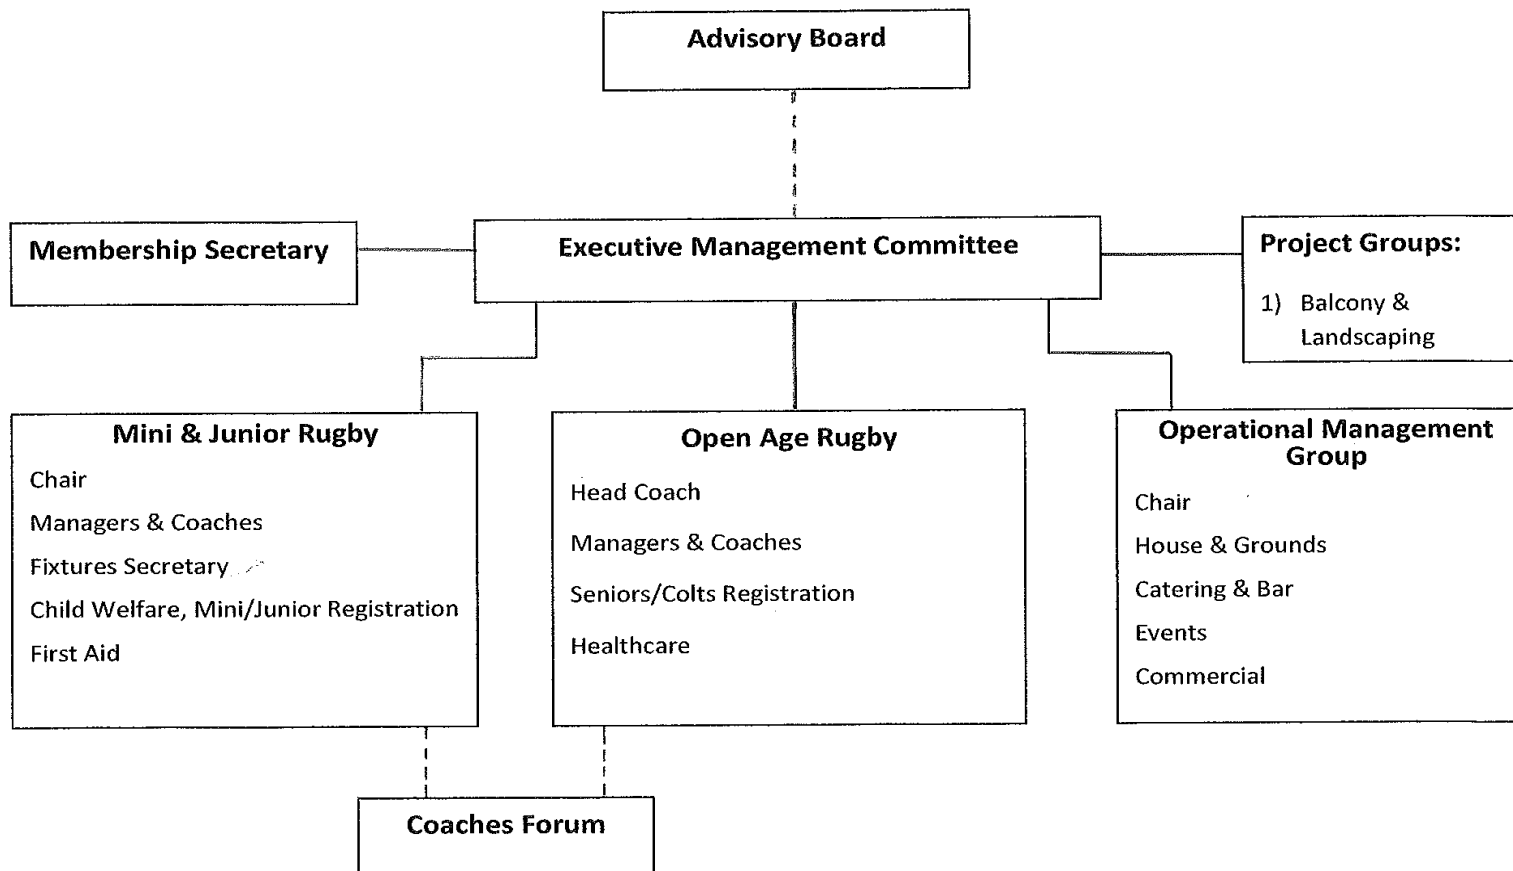 Advisory Board
Membership Secretary
Executive Management Committee
Project Groups:
1) Balcony &
Landscaping
Mini & Junior Rugby
Chair
Managers & Coaches
Fixtures Secretary
Child Welfare, Mini/Junior Registration
First Aid
Open Age Rugby
Head Coach
Managers & Coaches
Seniors/Colts Registration
Healthcare
Operational Management
Group
Chair
House & Grounds
Catering & Bar
Events
Commercial
Coaches Forum